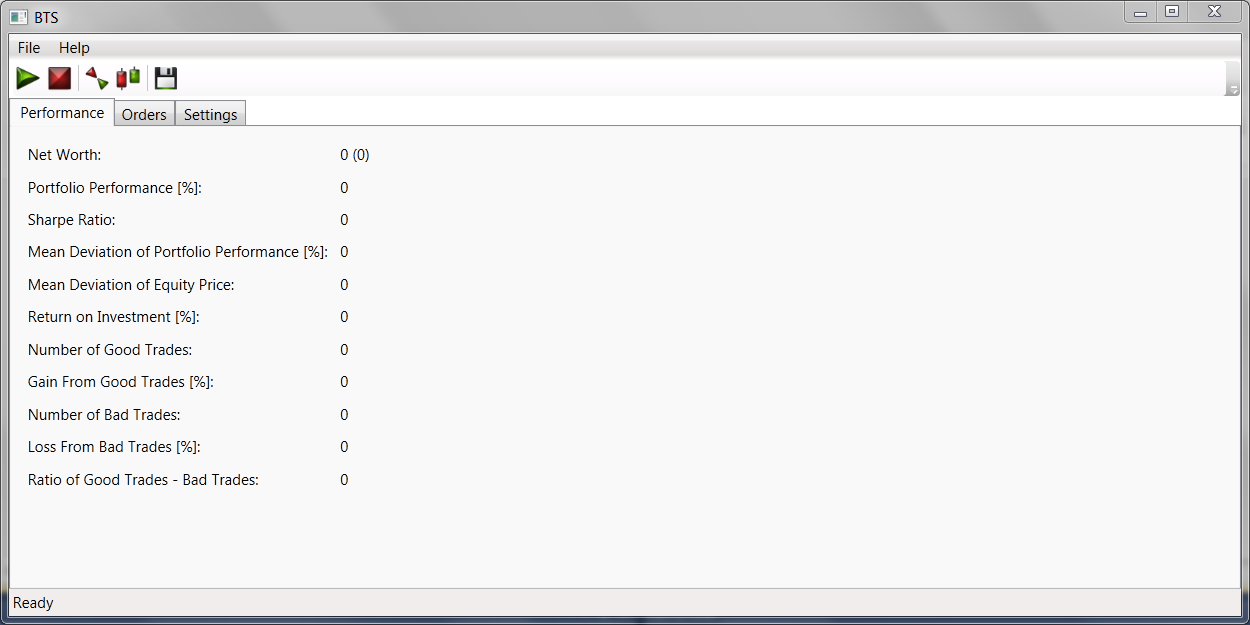 BTS
File Help
Performance Orders Settings
Net Worth: 0 (0)
Portfolio Performance [%]: 0
Sharpe Ratio: 0
Mean Deviation of Portfolio Performance [%]: 0
Mean Deviation of Equity Price: 0
Return on Investment [%]: 0
Number of Good Trades: 0
Gain From Good Trades [%]: 0
Number of Bad Trades: 0
Loss From Bad Trades [%]: 0
Ratio of Good Trades - Bad Trades: 0
Ready